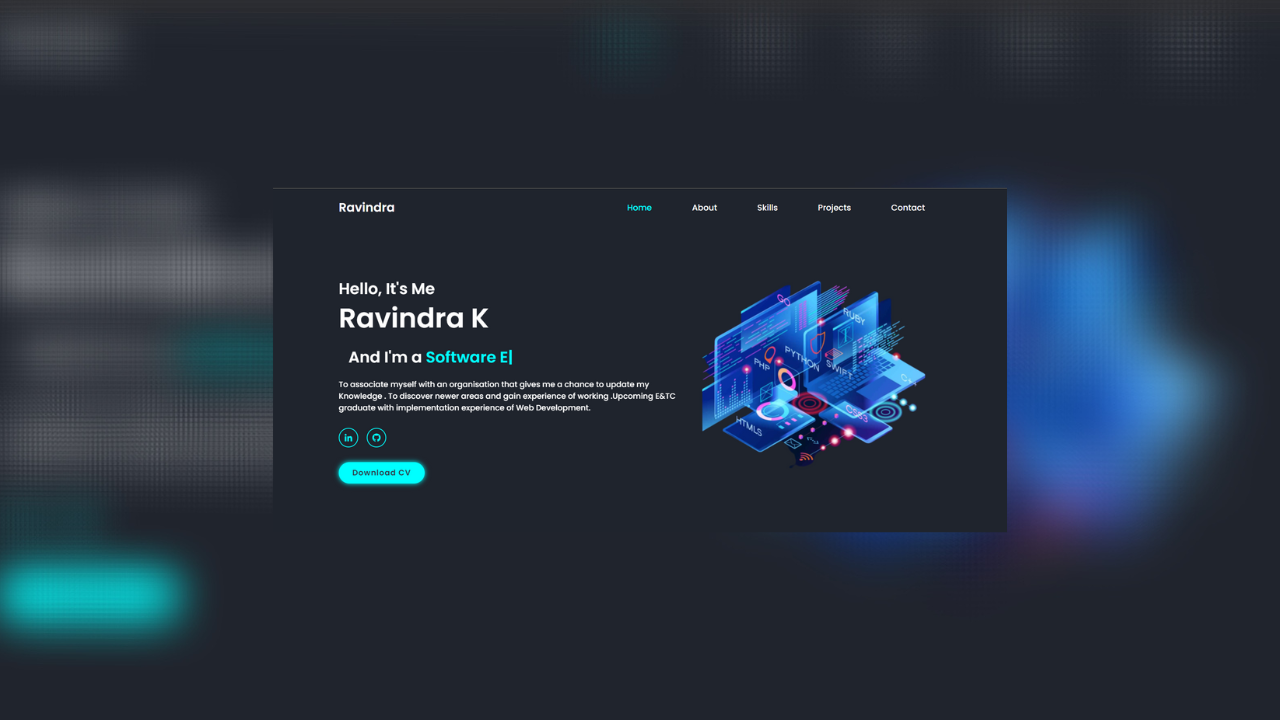 Ravindra
Home About Skills Projects Contact
Hello, It's Me
Ravindra K
And I'm a Software E|
To associate myself with an organisation that gives me a chance to update my
Knowledge . To discover newer areas and gain experience of working .Upcoming E&TC
graduate with implementation experience of Web Development.
in
Download CV
RUBY
PYTHON
PHP
SWIFT
C++
CSS
HTML5